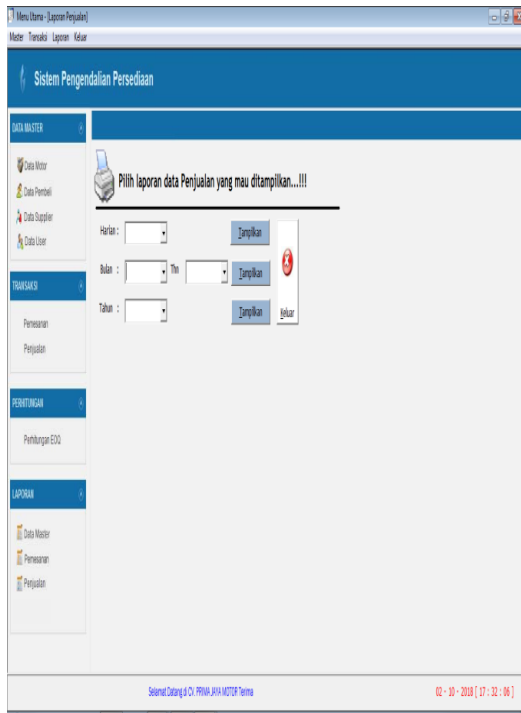 Menu Utama - [Laporan Penjualan]
Master Transaksi Laporan Keluar
Sistem Pengendalian Persediaan
DATA MASTER
Data Motor
Data Pembeli
Data Supplier
Data User
TRANSAKSI
Pemesanan
Penjualan
PERHITUNGAN
Perhitungan EOQ
LAPORAN
Data Master
Pemesanan
Penjualan
Pilih laporan data Penjualan yang mau ditampilkan...!!!
Harian : Tampilkan
Bulan : Thn Tampilkan
Tahun : Tampilkan
Keluar
Selamat Datang di CV. PRIMA JAYA MOTOR Terima
02 - 10 - 2018 [ 17 : 32 : 06 ]